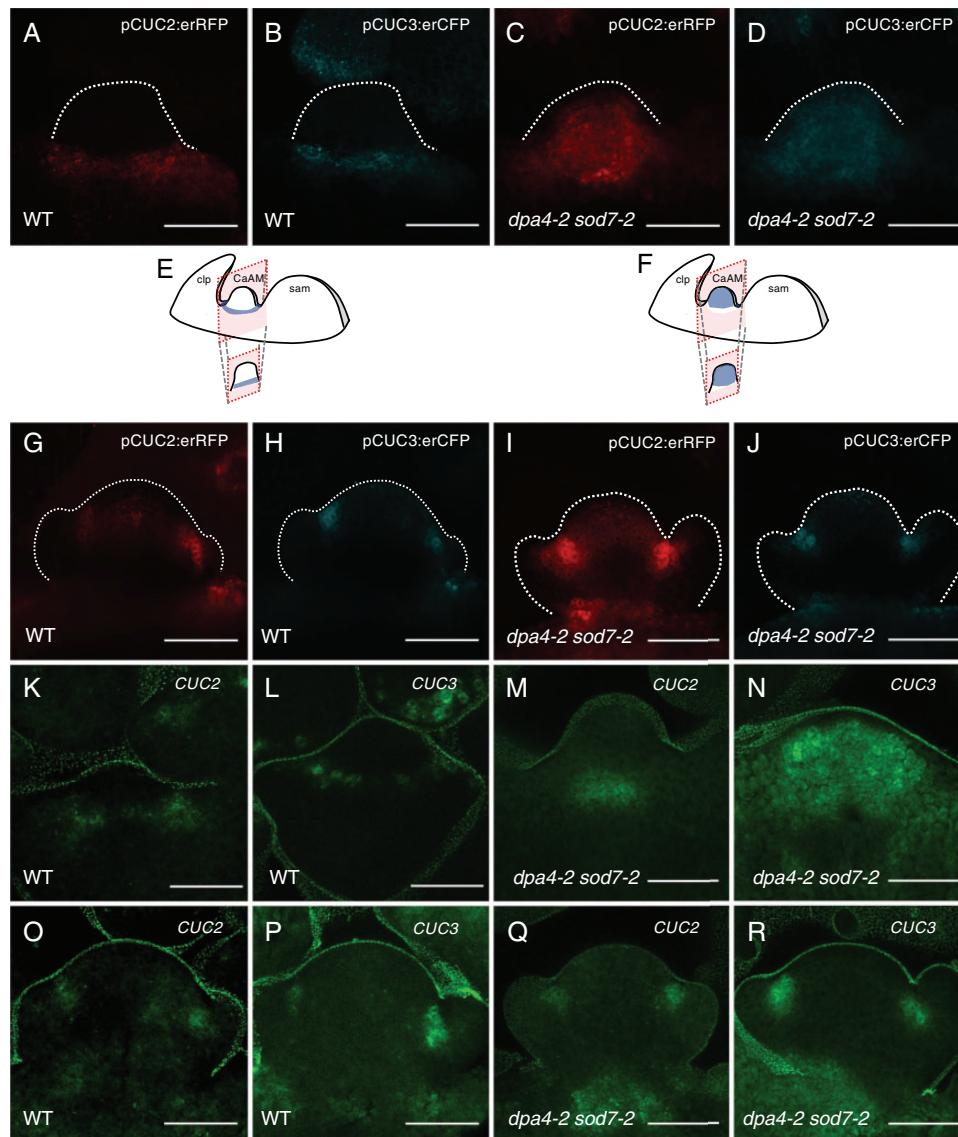 A pCUC2:erRFP WT
B pCUC3:erCFP WT
C pCUC2:erRFP dpa4-2 sod7-2
D pCUC3:erCFP dpa4-2 sod7-2
E clp CaAM sam
F clp CaAM sam
G pCUC2:erRFP WT
H pCUC3:erCFP WT
I pCUC2:erRFP dpa4-2 sod7-2
J pCUC3:erCFP dpa4-2 sod7-2
K CUC2 WT
L CUC3 WT
M CUC2 dpa4-2 sod7-2
N CUC3 dpa4-2 sod7-2
O CUC2 WT
P CUC3 WT
Q CUC2 dpa4-2 sod7-2
R CUC3 dpa4-2 sod7-2